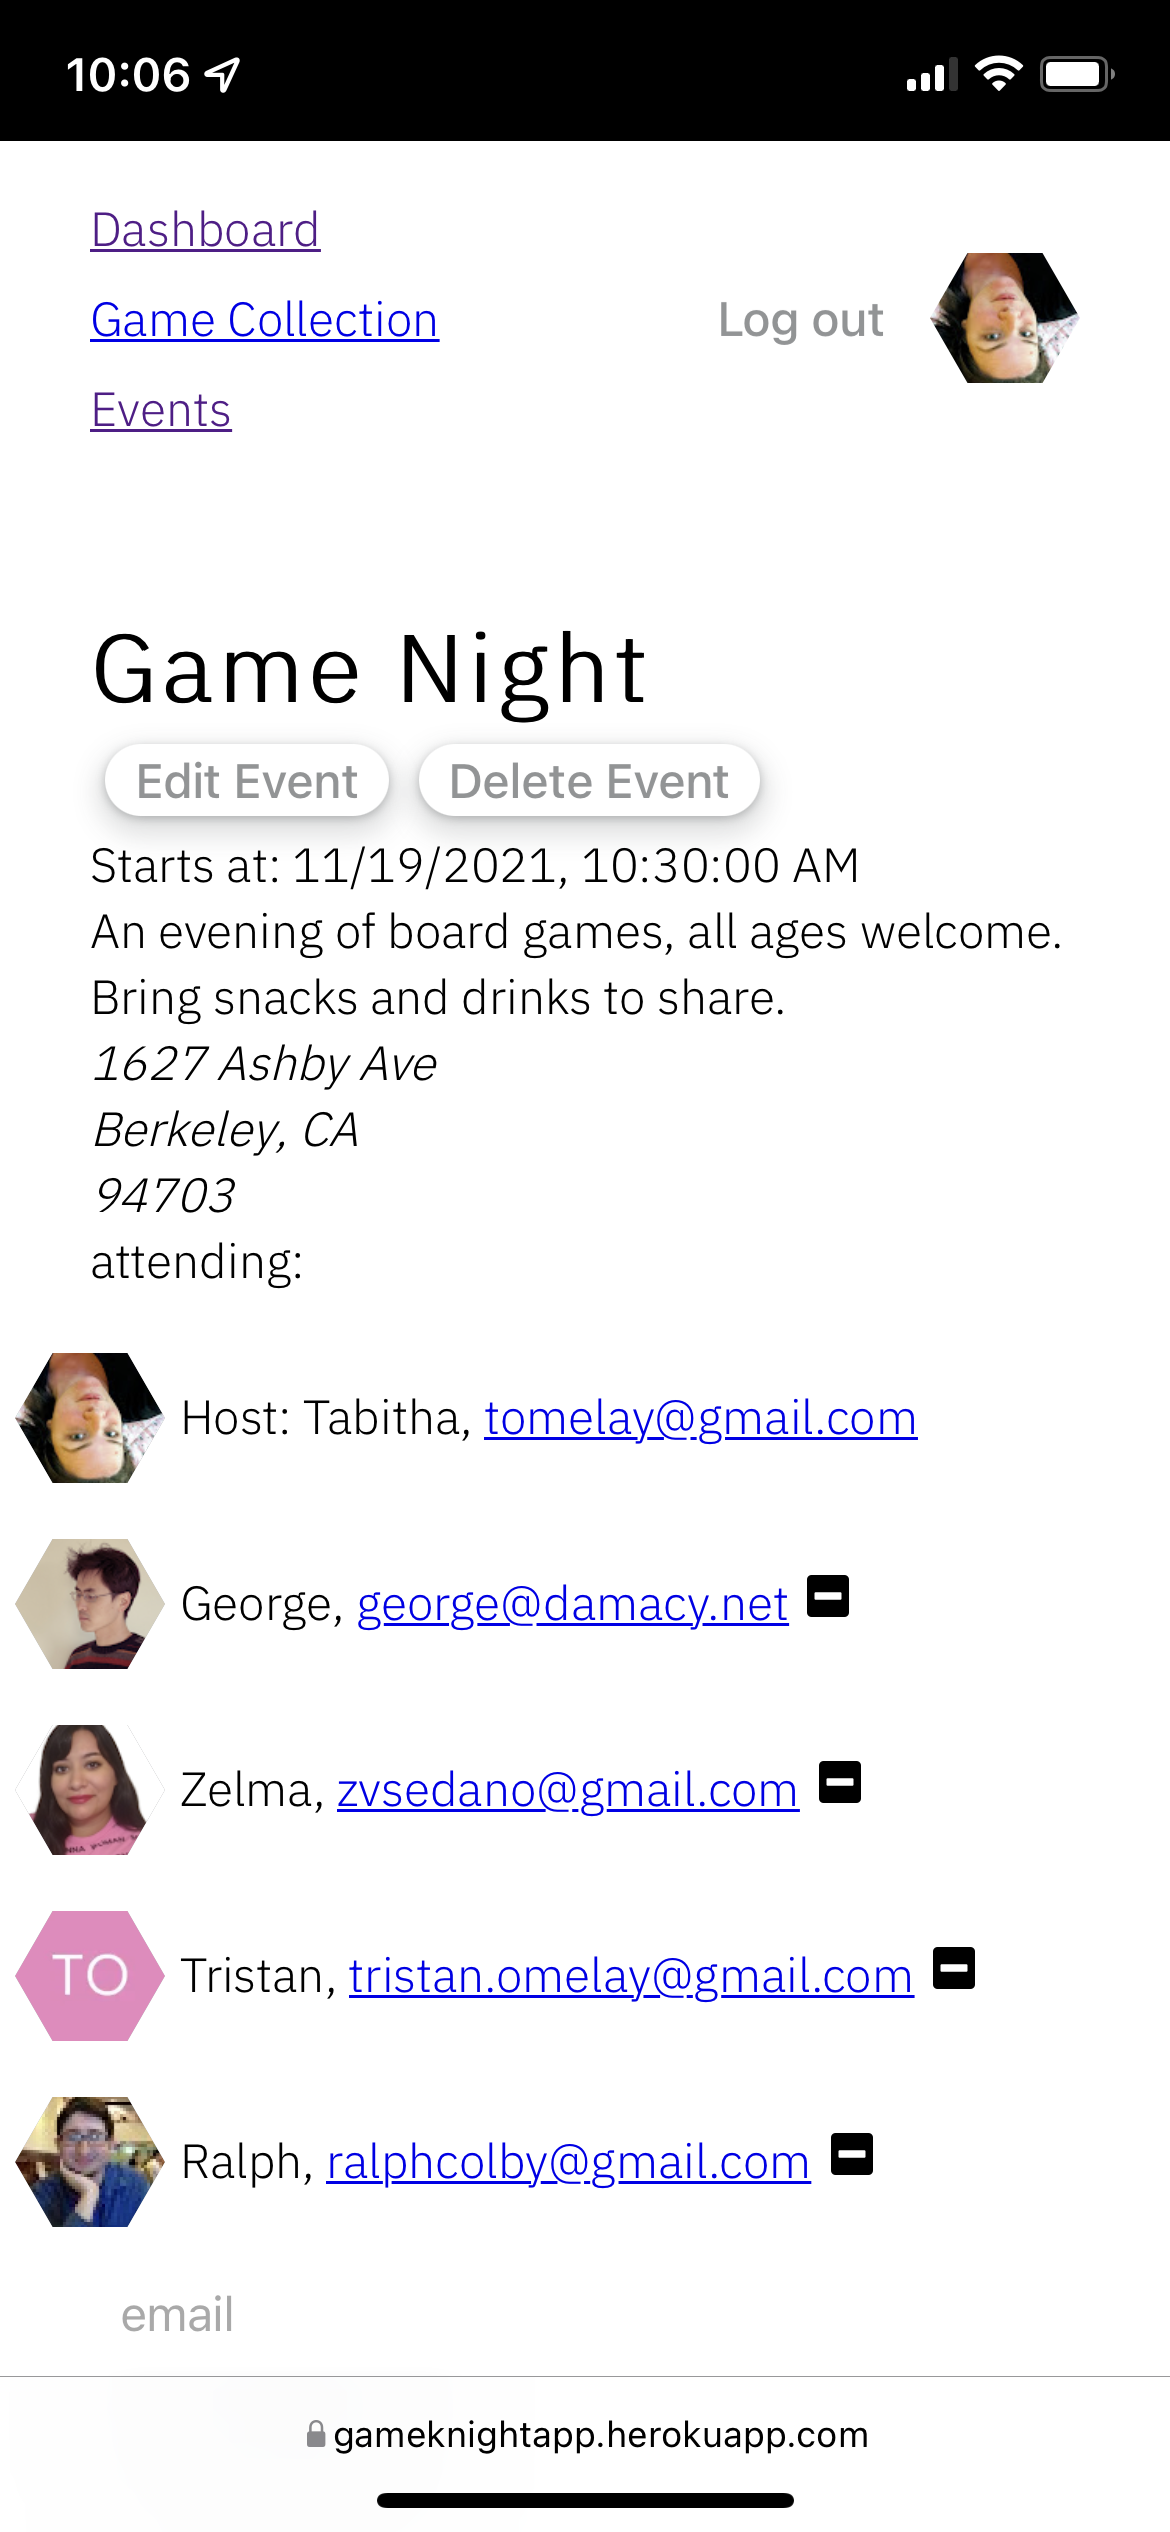 10:06
Dashboard
Game Collection
Log out
Events
Game Night
Edit Event
Delete Event
Starts at: 11/19/2021, 10:30:00 AM
An evening of board games, all ages welcome.
Bring snacks and drinks to share.
1627 Ashby Ave
Berkeley, CA
94703
attending:
Host: Tabitha, tomelay@gmail.com
George, george@damacy.net
Zelma, zvsedano@gmail.com
TO
Tristan, tristan.omelay@gmail.com
Ralph, ralphcolby@gmail.com
email
gameknightapp.herokuapp.com